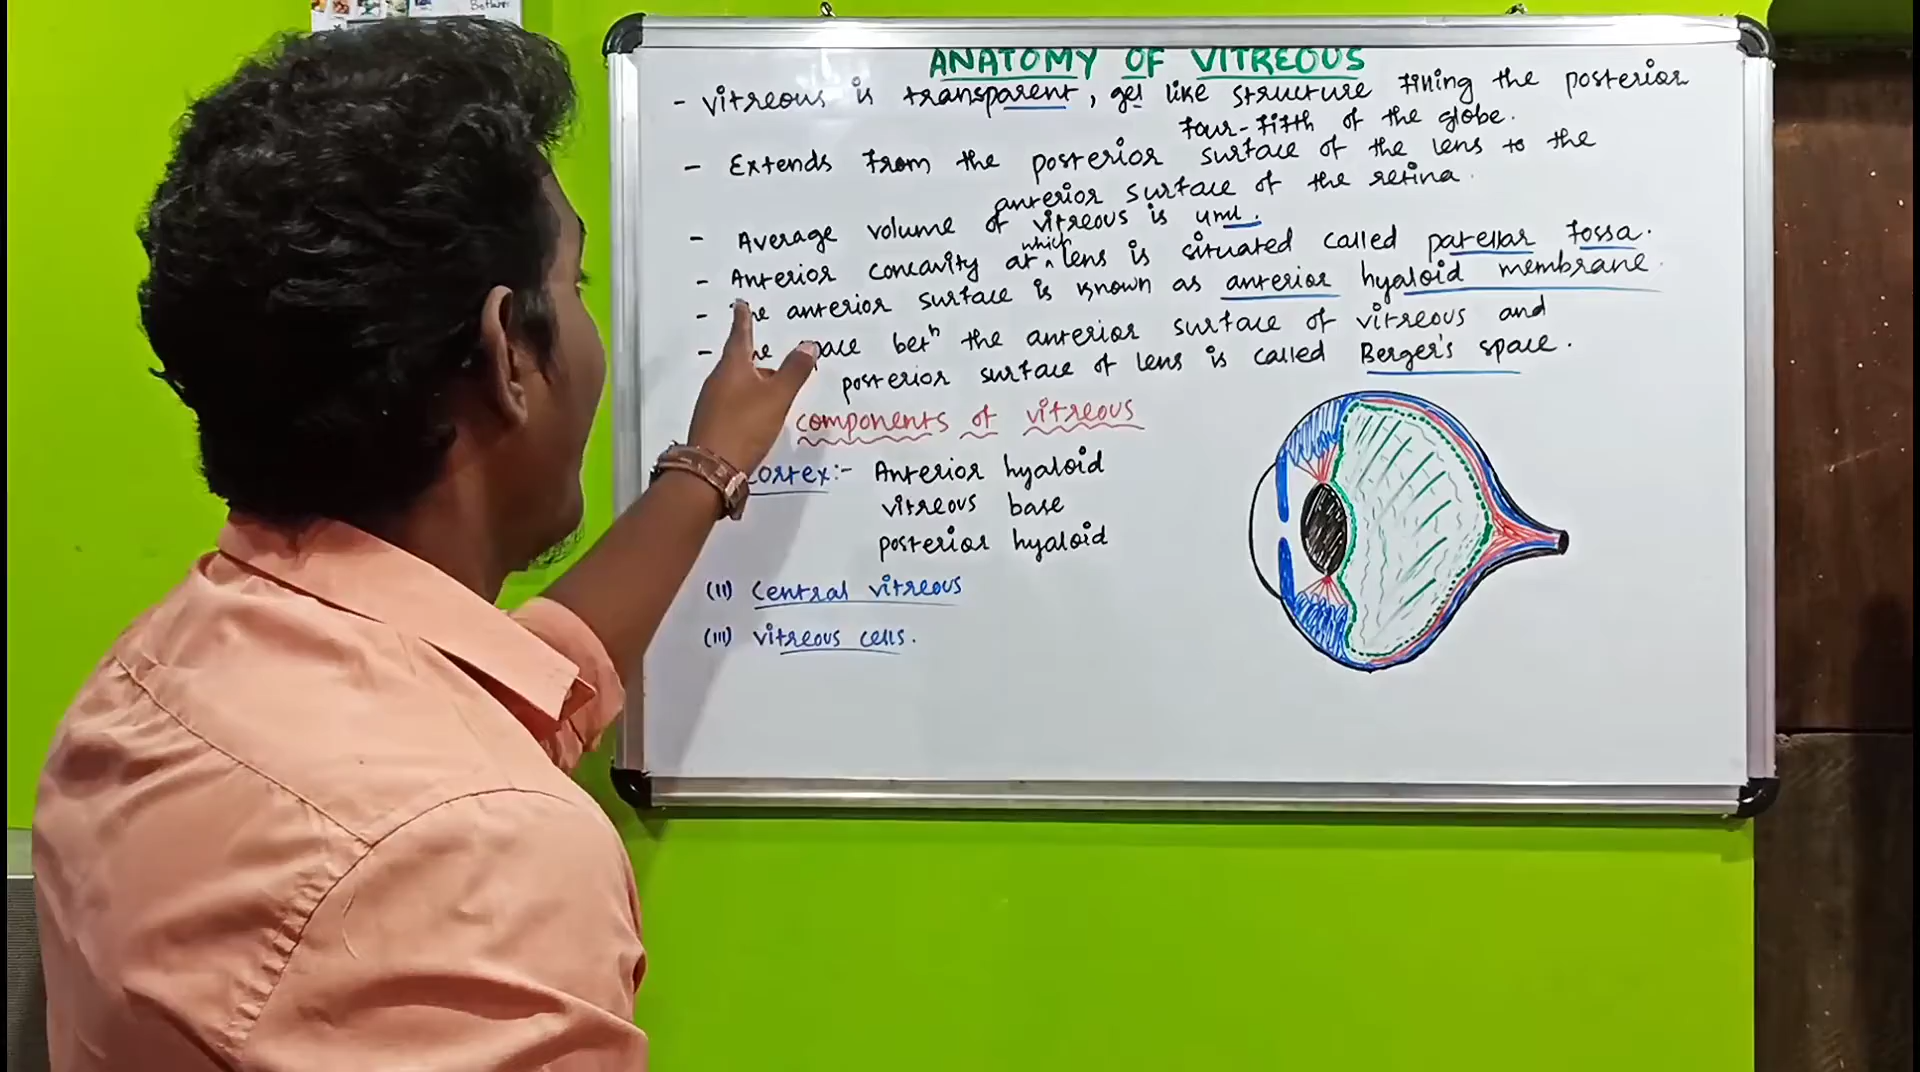 ANATOMY OF VITREOUS
- vitreous is transparent, gel like structure filling the posterior
four-fifth of the globe.
- Extends from the posterior surface of the lens to the
anterior surface of the retina.
- Average volume of vitreous is 4ml.
- Anterior concavity at which lens is situated called patellar fossa.
- anterior surface is known as anterior hyaloid membrane.
- betⁿ the anterior surface of vitreous and
posterior surface of lens is called Berger's space.
components of vitreous
cortex:- Anterior hyaloid
vitreous base
posterior hyaloid
(II) Central vitreous
(III) vitreous cells.